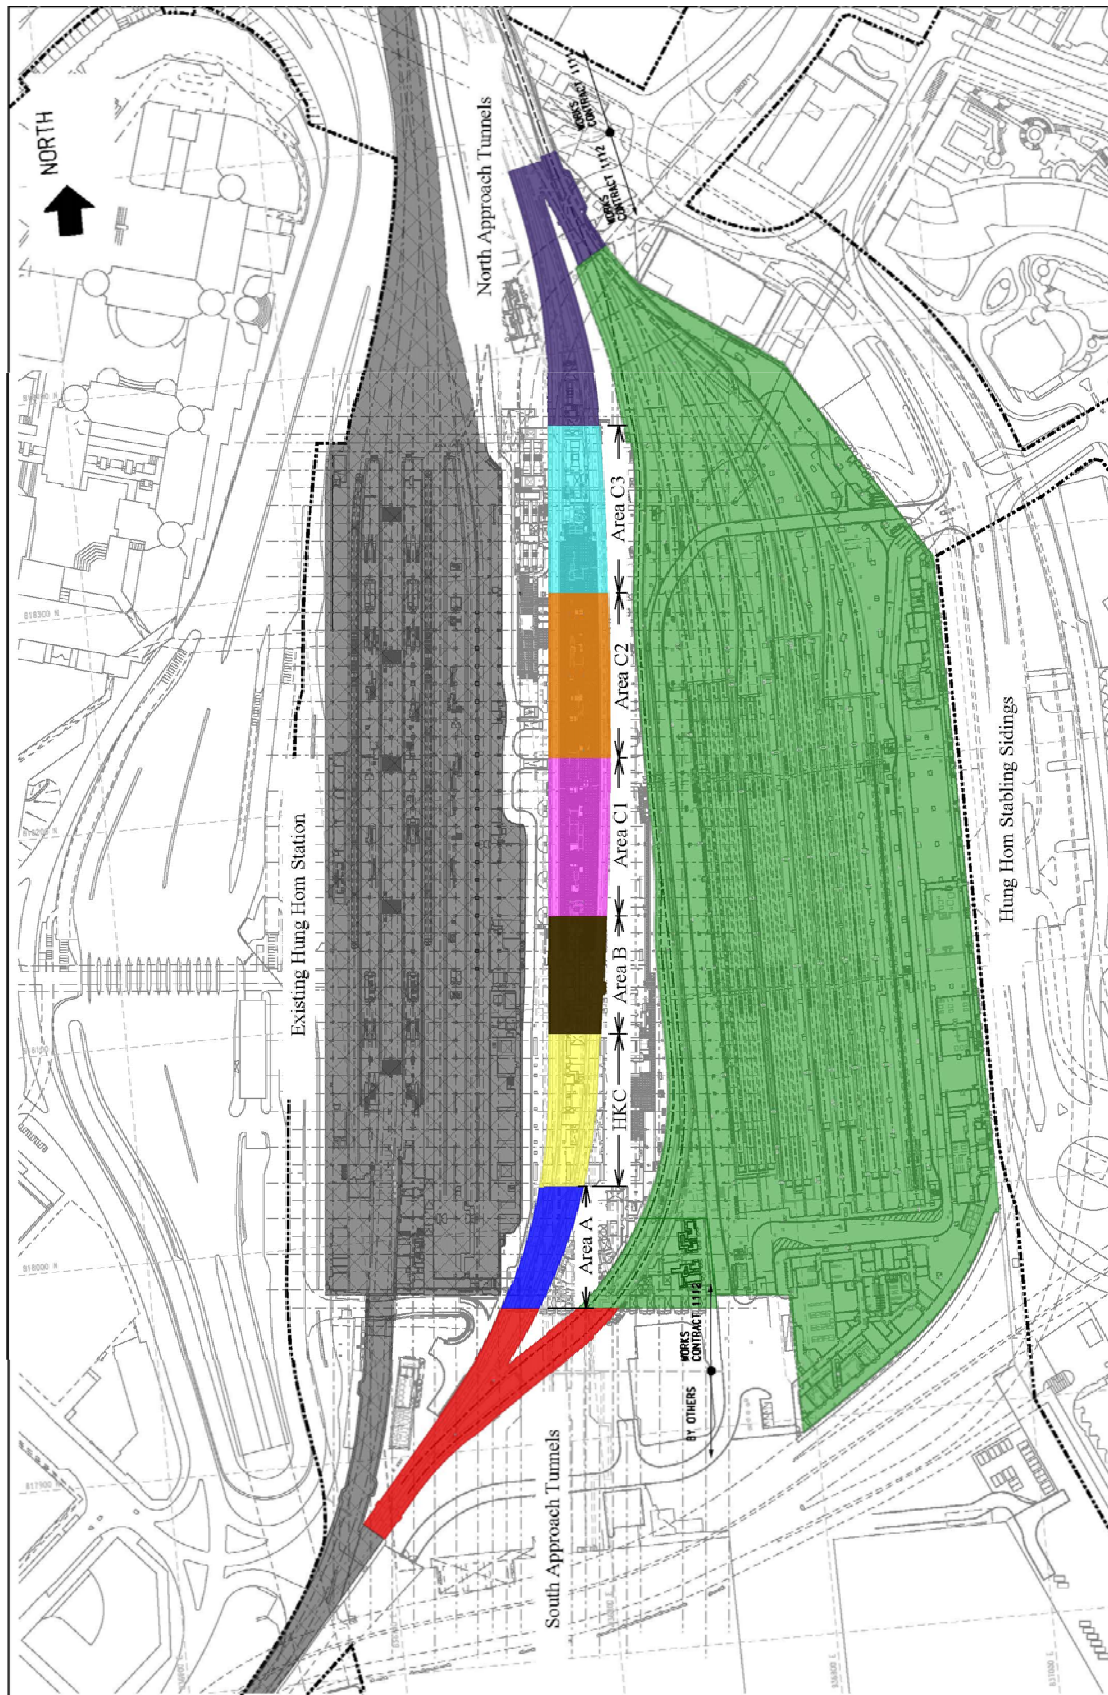 NORTH
North Approach Tunnels
WORKS
CONTRACT 1112
WORKS
CONTRACT 111
Existing Hung Hom Station
Area C3
Area C2
Area C1
Area B
HKC
Area A
Hung Hom Stabling Sidings
South Approach Tunnels
BY OTHERS
WORKS
CONTRACT 1112